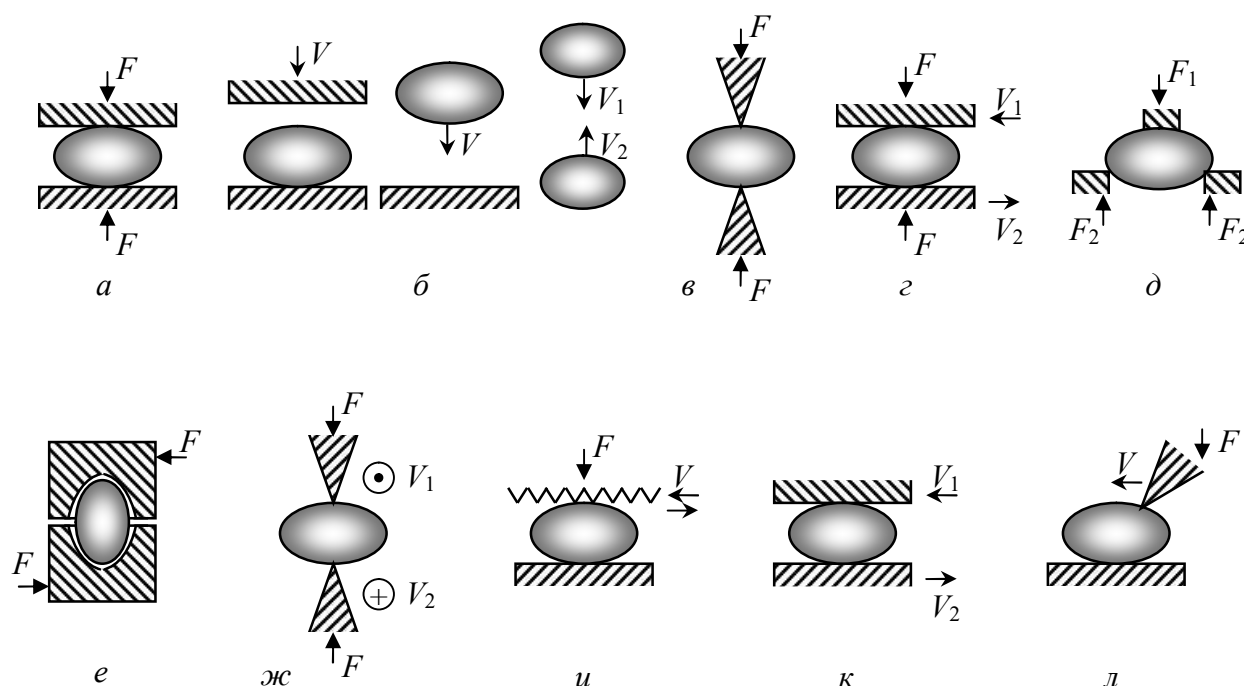 F V F F F₁
V₁ V₁
V V₂
F F₂ F₂
F F V₂
а б в г д
F F F
F V₁ V V₁ V
F V₂ V₂
F
е ж и к л